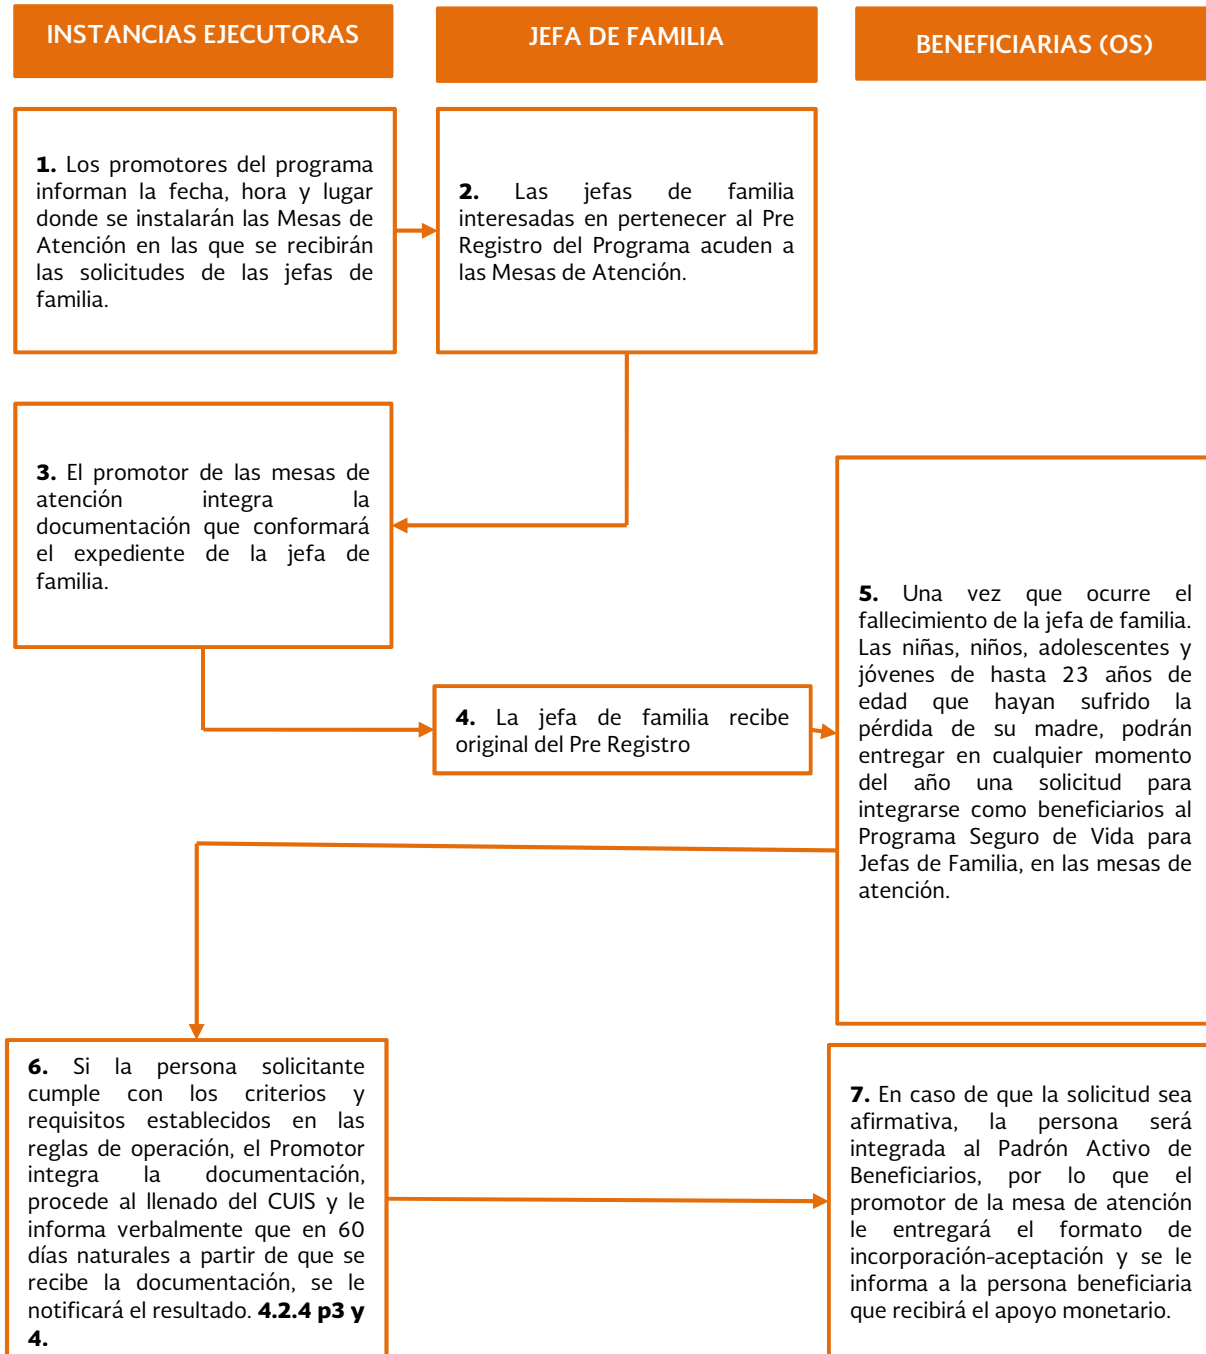 INSTANCIAS EJECUTORAS
JEFA DE FAMILIA
BENEFICIARIAS (OS)
1. Los promotores del programa
informan la fecha, hora y lugar
donde se instalarán las Mesas de
Atención en las que se recibirán
las solicitudes de las jefas de
familia.
2. Las jefas de familia
interesadas en pertenecer al Pre
Registro del Programa acuden a
las Mesas de Atención.
3. El promotor de las mesas de
atención integra la
documentación que conformará
el expediente de la jefa de
familia.
4. La jefa de familia recibe
original del Pre Registro
5. Una vez que ocurre el
fallecimiento de la jefa de familia.
Las niñas, niños, adolescentes y
jóvenes de hasta 23 años de
edad que hayan sufrido la
pérdida de su madre, podrán
entregar en cualquier momento
del año una solicitud para
integrarse como beneficiarios al
Programa Seguro de Vida para
Jefas de Familia, en las mesas de
atención.
6. Si la persona solicitante
cumple con los criterios y
requisitos establecidos en las
reglas de operación, el Promotor
integra la documentación,
procede al llenado del CUIS y le
informa verbalmente que en 60
días naturales a partir de que se
recibe la documentación, se le
notificará el resultado. 4.2.4 p3 y
4.
7. En caso de que la solicitud sea
afirmativa, la persona será
integrada al Padrón Activo de
Beneficiarios, por lo que el
promotor de la mesa de atención
le entregará el formato de
incorporación-aceptación y se le
informa a la persona beneficiaria
que recibirá el apoyo monetario.